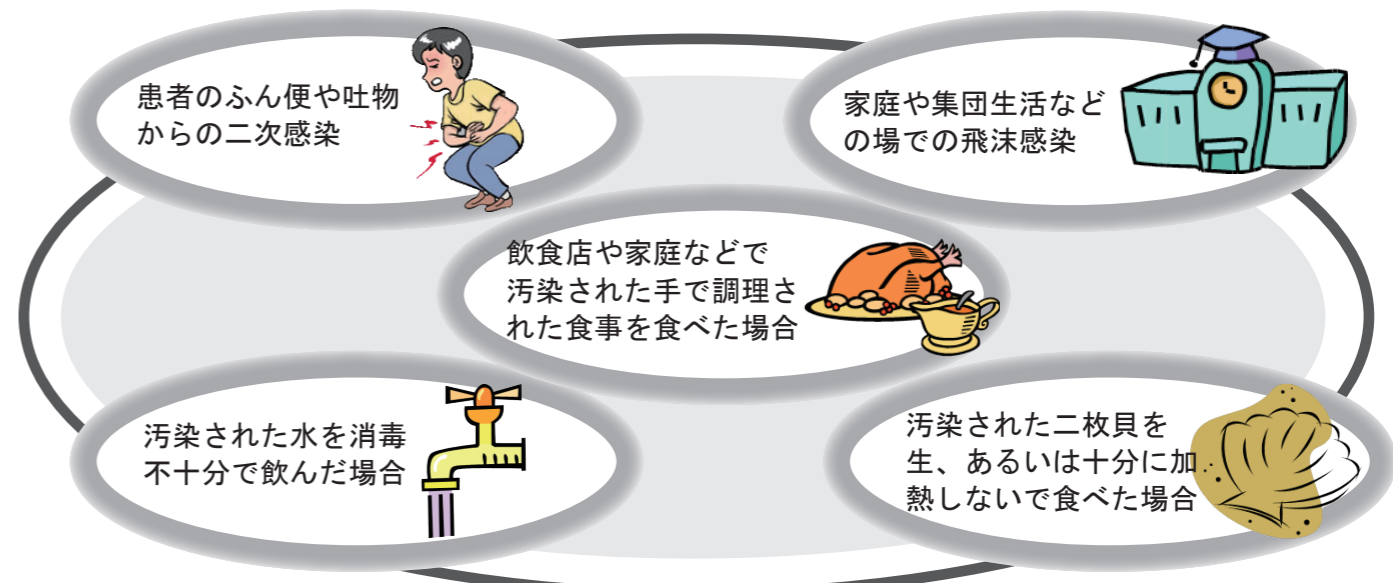 患者のふん便や吐物
からの二次感染
家庭や集団生活など
の場での飛沫感染
飲食店や家庭などで
汚染された手で調理さ
れた食事を食べた場合
汚染された水を消毒
不十分で飲んだ場合
汚染された二枚貝を
生、あるいは十分に加
熱しないで食べた場合